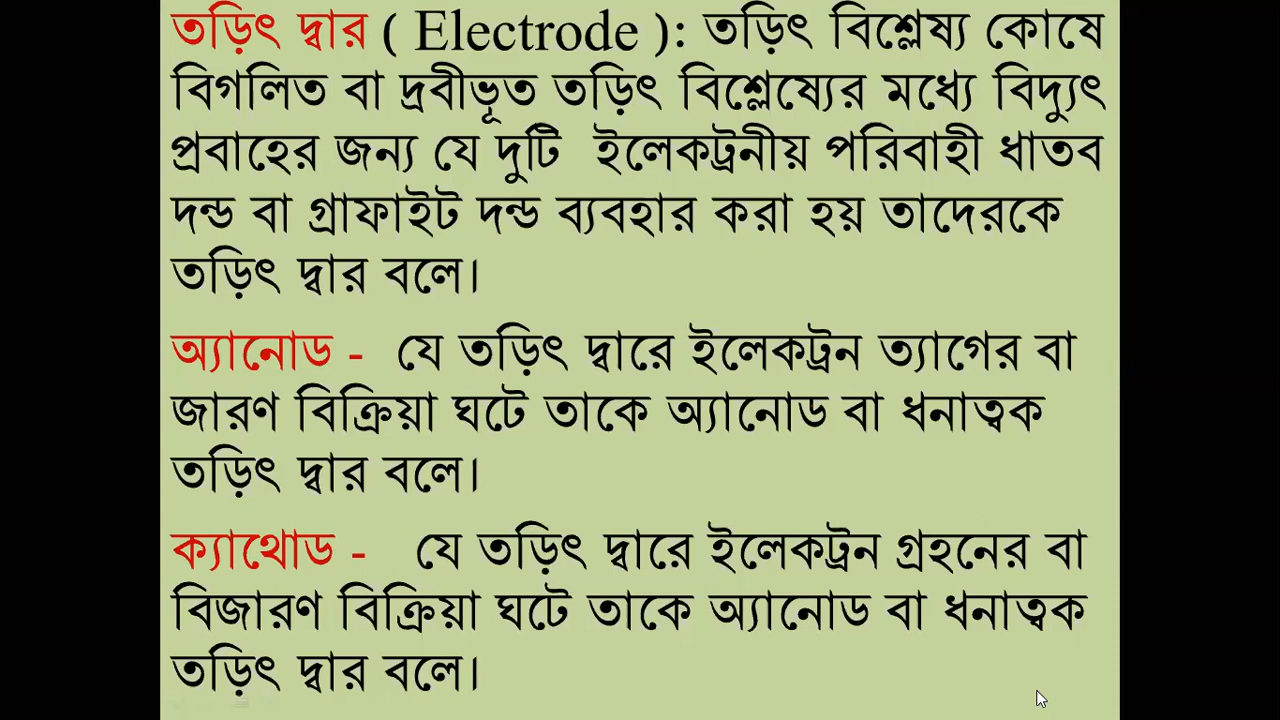 তড়িৎ দ্বার ( Electrode ): তড়িৎ বিশ্লেষ্য কোষে
বিগলিত বা দ্রবীভূত তড়িৎ বিশ্লেষ্যের মধ্যে বিদ্যুৎ
প্রবাহের জন্য যে দুটি ইলেকট্রনীয় পরিবাহী ধাতব
দন্ড বা গ্রাফাইট দন্ড ব্যবহার করা হয় তাদেরকে
তড়িৎ দ্বার বলে।
অ্যানোড - যে তড়িৎ দ্বারে ইলেকট্রন ত্যাগের বা
জারণ বিক্রিয়া ঘটে তাকে অ্যানোড বা ধনাত্বক
তড়িৎ দ্বার বলে।
ক্যাথোড - যে তড়িৎ দ্বারে ইলেকট্রন গ্রহনের বা
বিজারণ বিক্রিয়া ঘটে তাকে অ্যানোড বা ধনাত্বক
তড়িৎ দ্বার বলে।